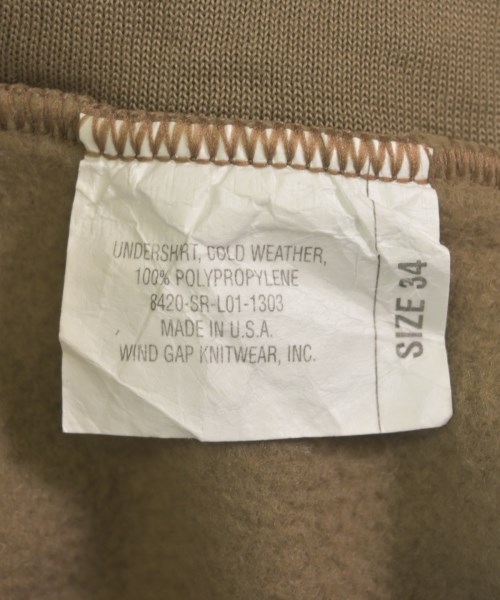 UNDERSHRT, COLD WEATHER,
100% POLYPROPYLENE
8420-SR-L01-1303
MADE IN U.S.A.
WIND GAP KNITWEAR, INC.
SIZE 34